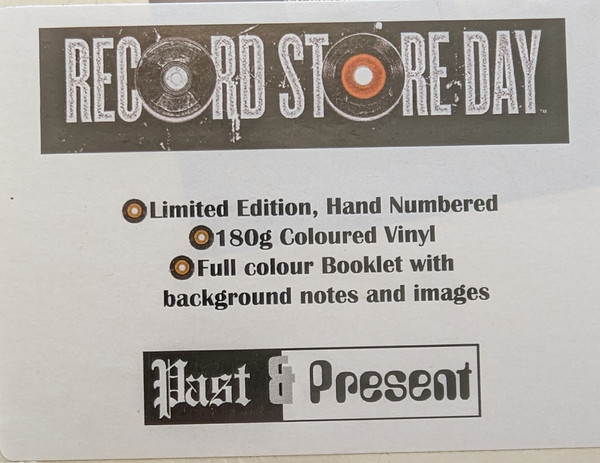 RECORD STORE DAY
Limited Edition, Hand Numbered
180g Coloured Vinyl
Full colour Booklet with
background notes and images
Past & Present